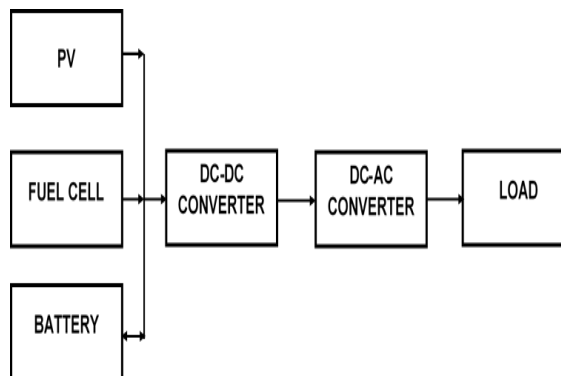 PV
FUEL CELL
DC-DC
CONVERTER
DC-AC
CONVERTER
LOAD
BATTERY